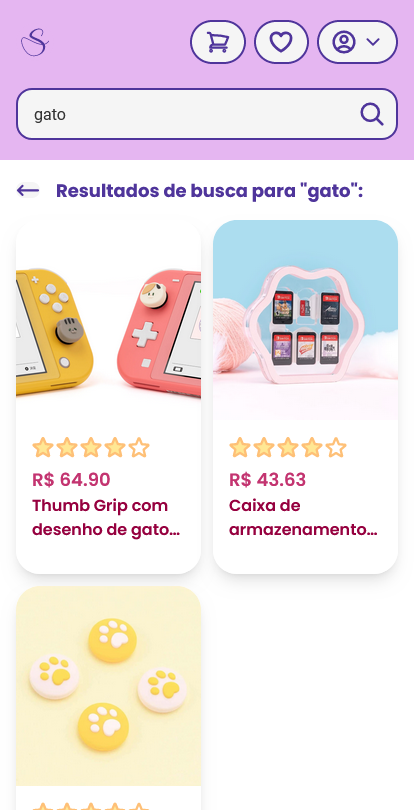 gato
Resultados de busca para "gato":
R$ 64.90
Thumb Grip com
desenho de gato...
R$ 43.63
Caixa de
armazenamento...